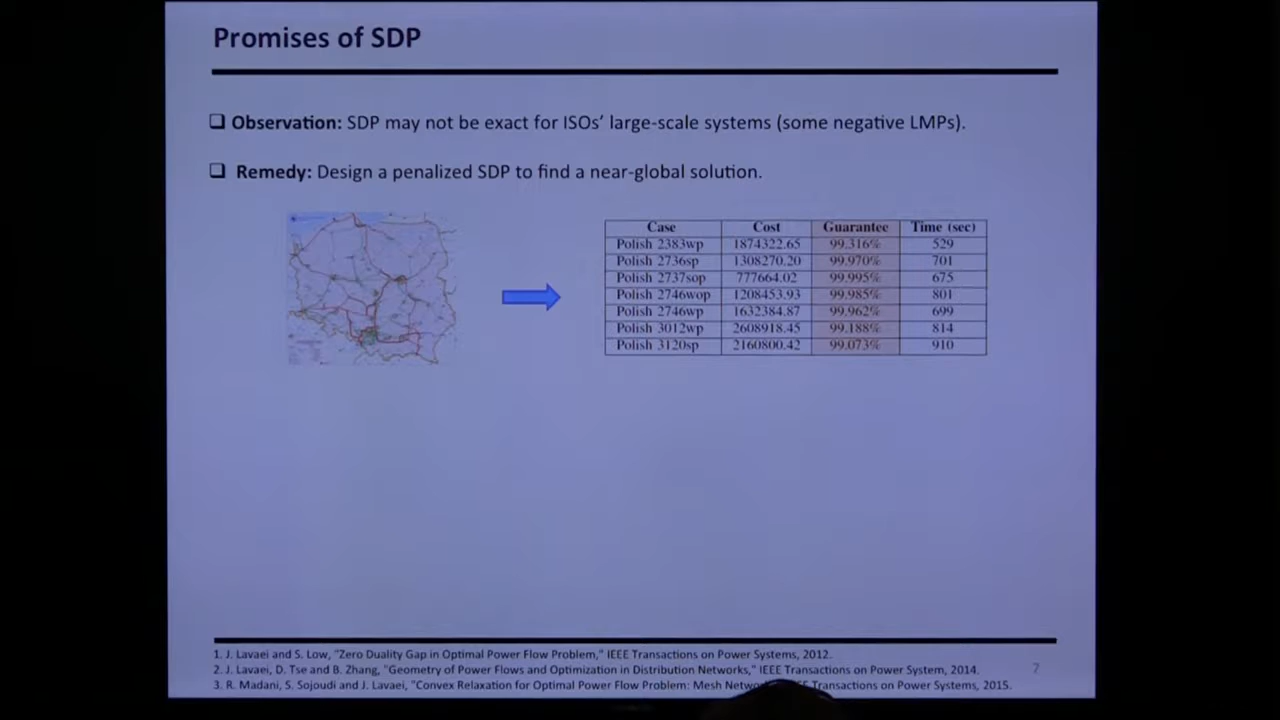 Promises of SDP
❑ Observation: SDP may not be exact for ISOs' large-scale systems (some negative LMPs).
❑ Remedy: Design a penalized SDP to find a near-global solution.
Case Cost Guarantee Time (sec)
Polish 2383wp 1874322.65 99.316% 529
Polish 2736sp 1308270.20 99.970% 701
Polish 2737sop 777664.02 99.995% 675
Polish 2746wop 1208453.93 99.985% 801
Polish 2746wp 1632384.87 99.962% 699
Polish 3012wp 2608918.45 99.188% 814
Polish 3120sp 2160800.42 99.073% 910
1. J. Lavaei and S. Low, "Zero Duality Gap in Optimal Power Flow Problem," IEEE Transactions on Power Systems, 2012.
2. J. Lavaei, D. Tse and B. Zhang, "Geometry of Power Flows and Optimization in Distribution Networks," IEEE Transactions on Power System, 2014.
3. R. Madani, S. Sojoudi and J. Lavaei, "Convex Relaxation for Optimal Power Flow Problem: Mesh Transactions on Power Systems, 2015.
7